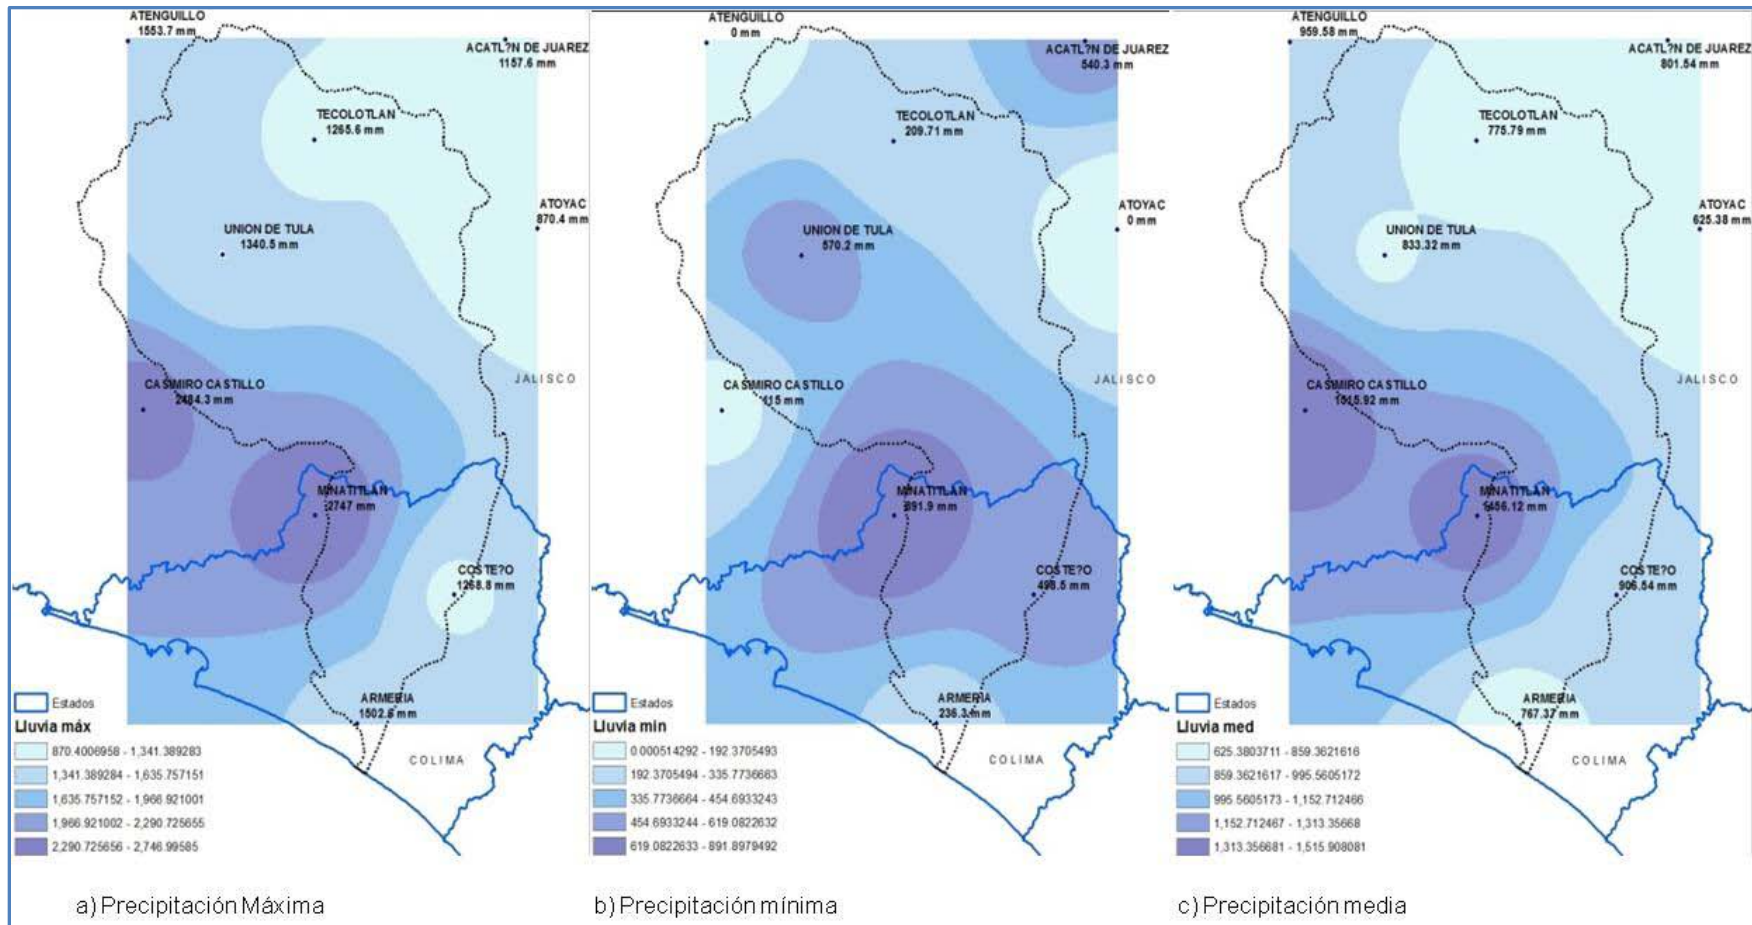 ATENGUILLO
1553.7 mm
ACATL?N DE JUAREZ
1157.6 mm
TECOLOTLAN
1265.6 mm
ATOYAC
870.4 mm
UNION DE TULA
1340.5 mm
JALISCO
CASIMIRO CASTILLO
2484.3 mm
MINATITLAN
2747 mm
COSTE?O
1268.8 mm
ARMERIA
1502.6 mm
COLIMA
Estados
Lluvia máx
870.4006958 - 1,341.389283
1,341.389284 - 1,635.757151
1,635.757152 - 1,966.921001
1,966.921002 - 2,290.725655
2,290.725656 - 2,746.99585
a) Precipitación Máxima
ATENGUILLO
0 mm
ACATL?N DE JUAREZ
540.3 mm
TECOLOTLAN
209.71 mm
ATOYAC
0 mm
UNION DE TULA
570.2 mm
JALISCO
CASIMIRO CASTILLO
115 mm
MINATITLAN
891.9 mm
COSTE?O
498.5 mm
ARMERIA
236.3 mm
COLIMA
Estados
Lluvia min
0.000514292 - 192.3705493
192.3705494 - 335.7736663
335.7736664 - 454.6933243
454.6933244 - 619.0822632
619.0822633 - 891.8979492
b) Precipitación mínima
ATENGUILLO
959.58 mm
ACATL?N DE JUAREZ
801.54 mm
TECOLOTLAN
775.79 mm
ATOYAC
625.38 mm
UNION DE TULA
833.32 mm
JALISCO
CASIMIRO CASTILLO
1515.92 mm
MINATITLAN
1456.12 mm
COSTE?O
906.54 mm
ARMERIA
767.37 mm
COLIMA
Estados
Lluvia med
625.3803711 - 859.3621616
859.3621617 - 995.5605172
995.5605173 - 1,152.712466
1,152.712467 - 1,313.35668
1,313.356681 - 1,515.908081
c) Precipitación media